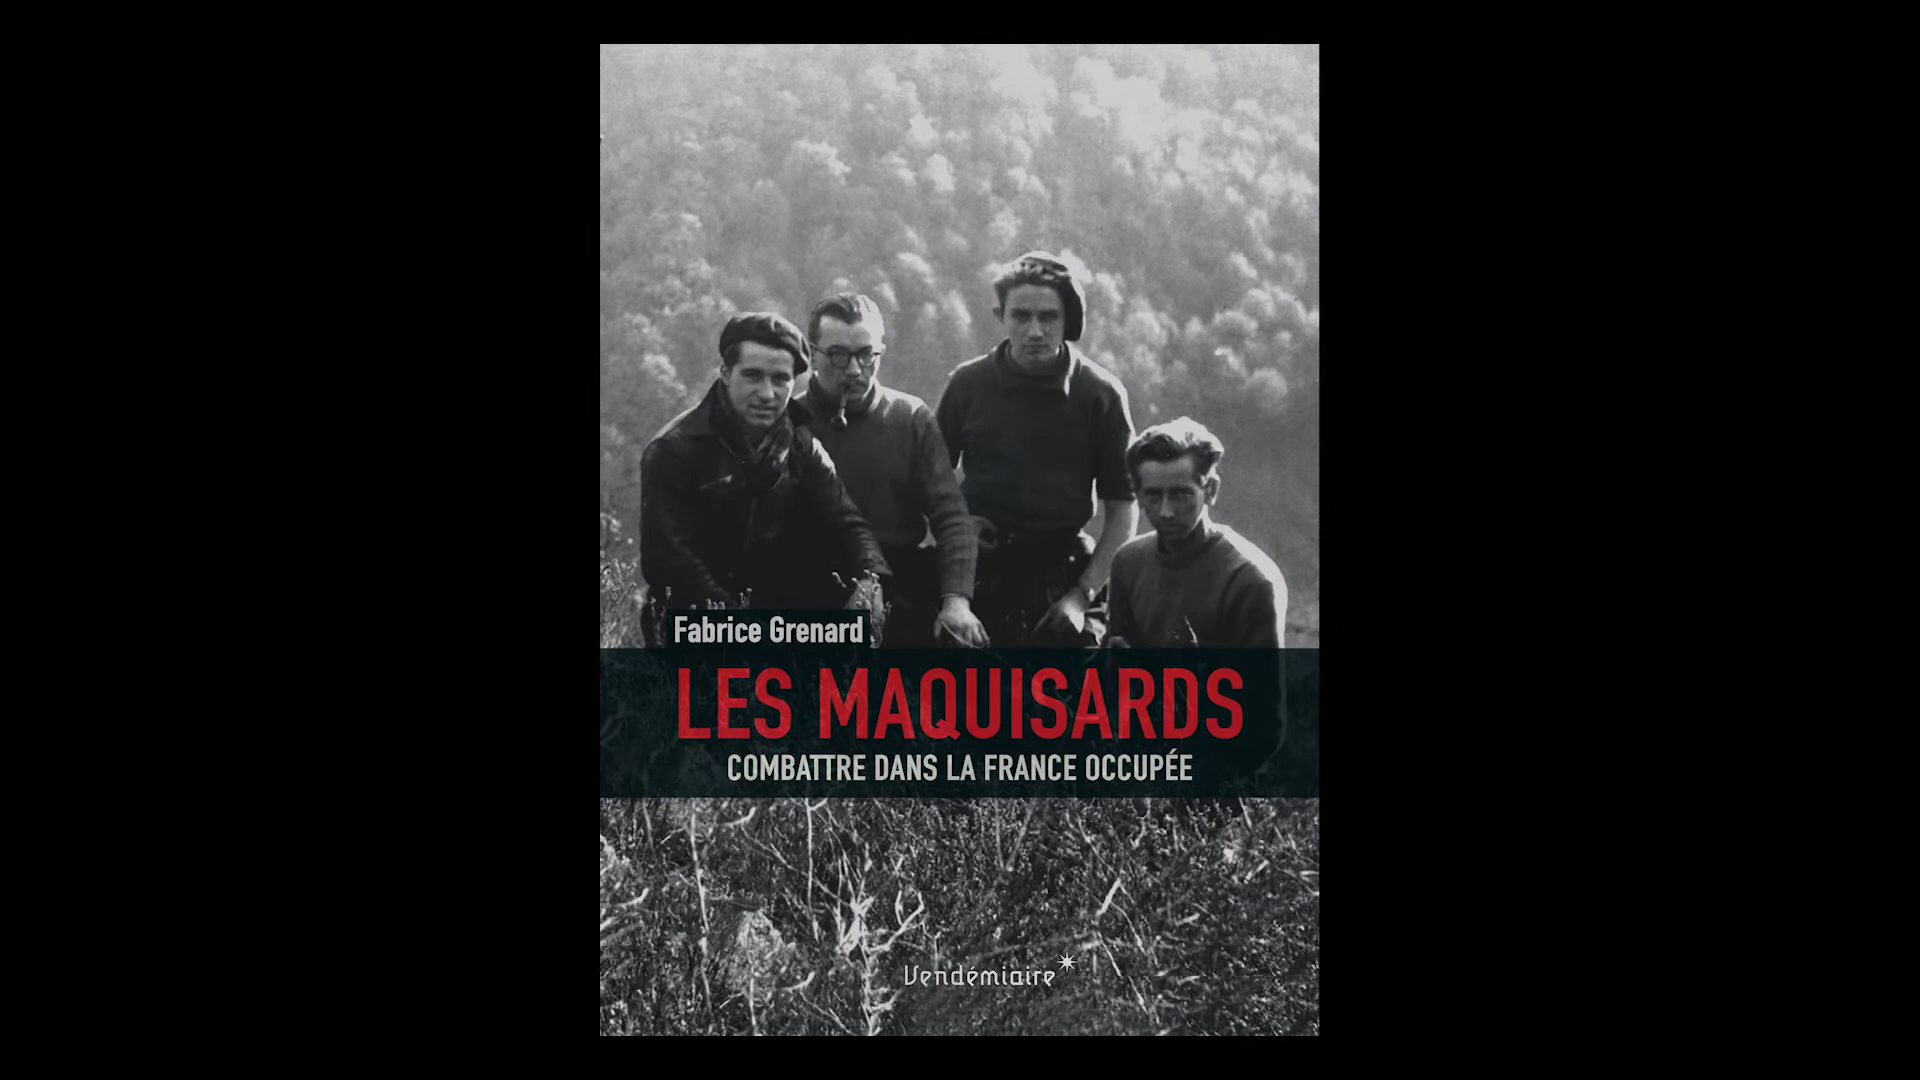 Fabrice Grenard
LES MAQUISARDS
COMBATTRE DANS LA FRANCE OCCUPÉE
Vendémiaire